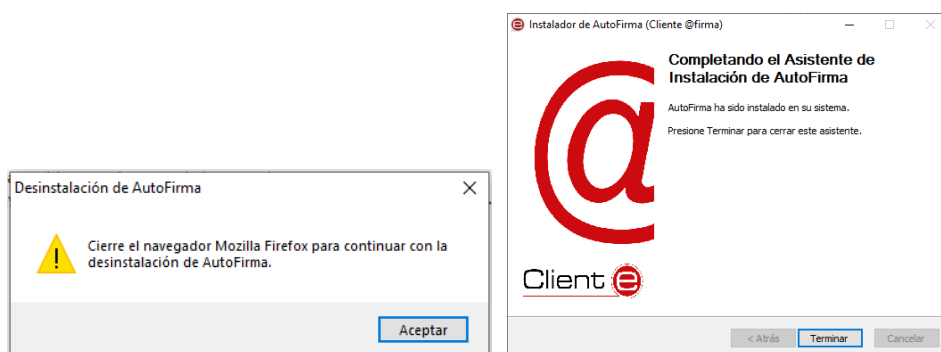 Desinstalación de AutoFirma
Cierre el navegador Mozilla Firefox para continuar con la
desinstalación de AutoFirma.
Aceptar
Instalador de AutoFirma (Cliente @firma)
@
Completando el Asistente de
Instalación de AutoFirma
AutoFirma ha sido instalado en su sistema.
Presione Terminar para cerrar este asistente.
Client e
< Atrás
Terminar
Cancelar